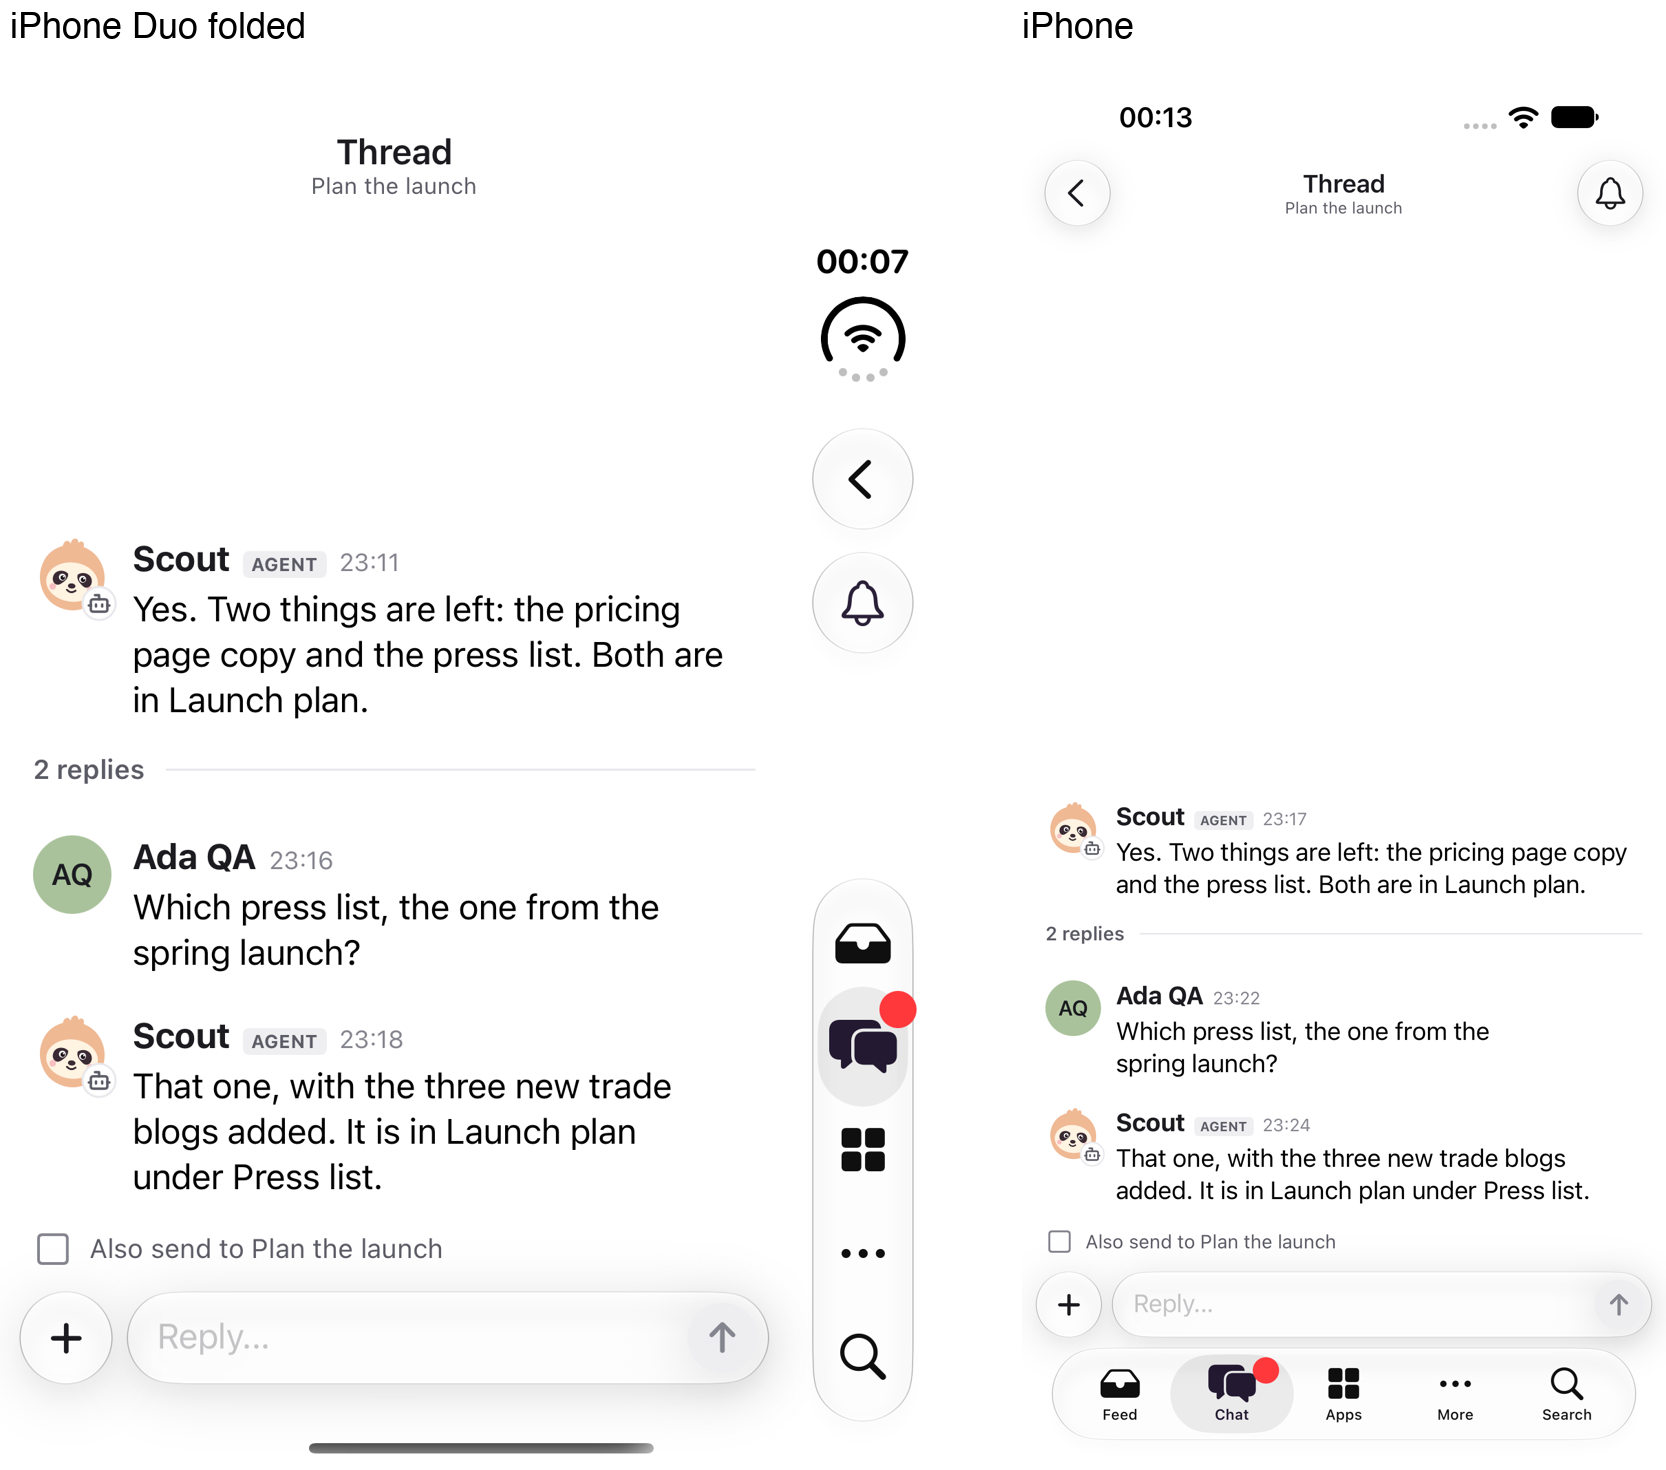 iPhone Duo folded
Thread
Plan the launch
00:07
Scout AGENT 23:11
Yes. Two things are left: the pricing
page copy and the press list. Both are
in Launch plan.
2 replies
AQ
Ada QA 23:16
Which press list, the one from the
spring launch?
Scout AGENT 23:18
That one, with the three new trade
blogs added. It is in Launch plan
under Press list.
Also send to Plan the launch
Reply...
iPhone
00:13
Thread
Plan the launch
Scout AGENT 23:17
Yes. Two things are left: the pricing page copy
and the press list. Both are in Launch plan.
2 replies
AQ
Ada QA 23:22
Which press list, the one from the
spring launch?
Scout AGENT 23:24
That one, with the three new trade blogs
added. It is in Launch plan under Press list.
Also send to Plan the launch
Reply...
Feed Chat Apps More Search